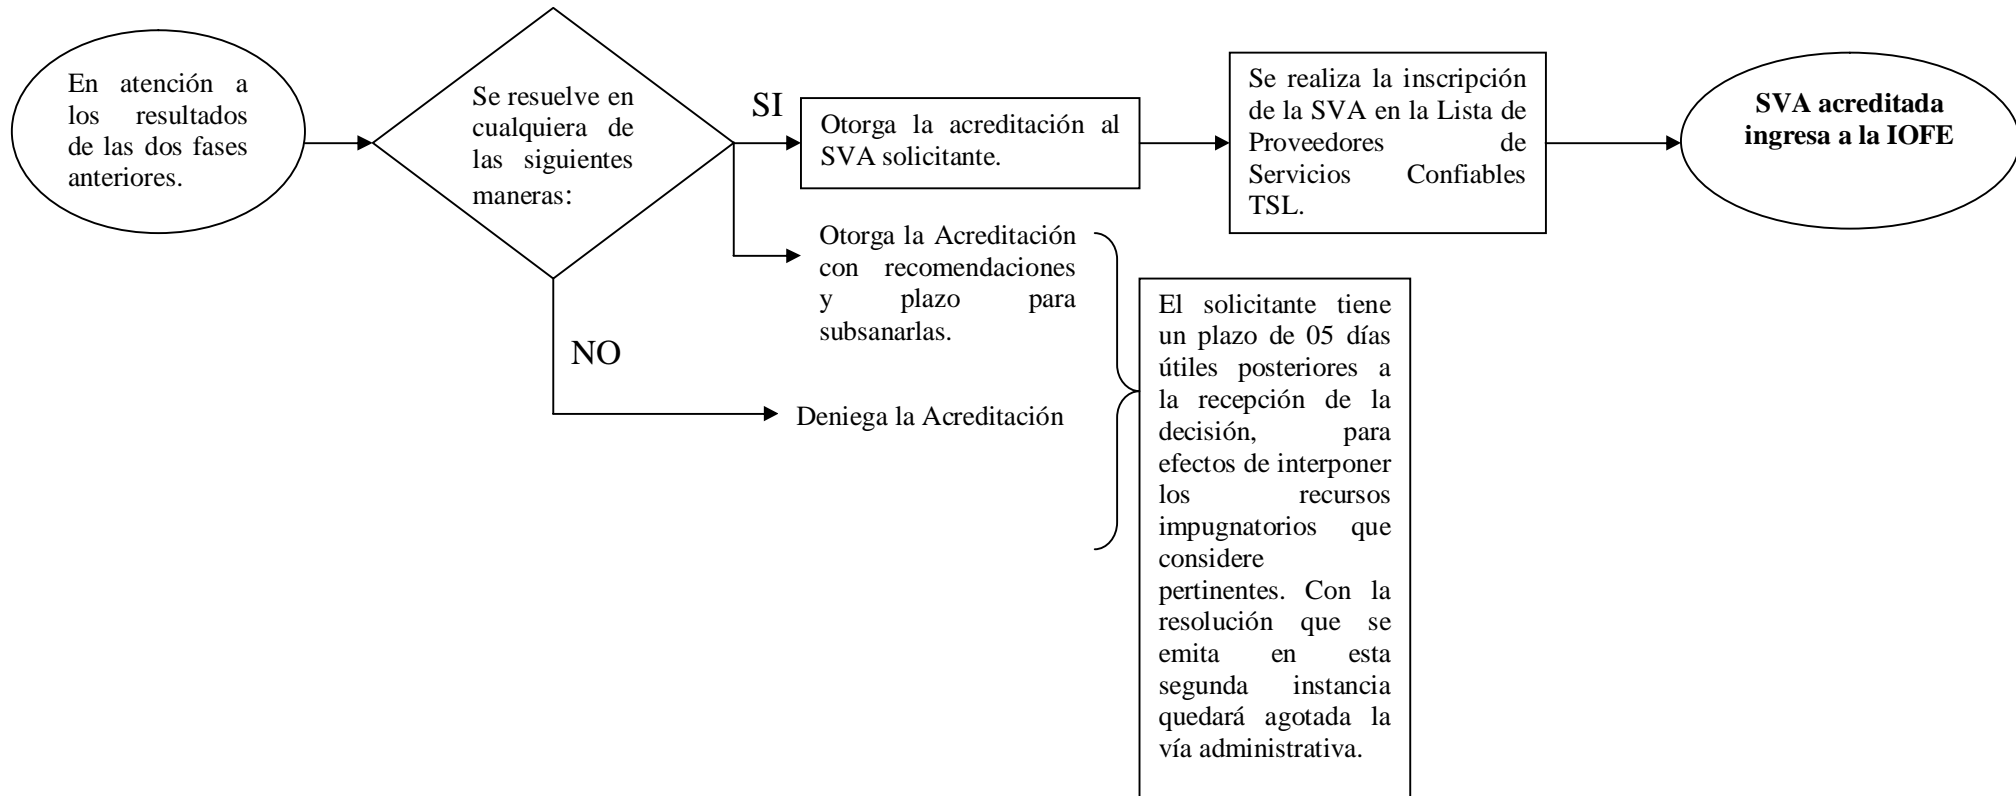 En atención a
los resultados
de las dos fases
anteriores.
Se resuelve en
cualquiera de
las siguientes
maneras:
SI
Otorga la acreditación al
SVA solicitante.
Se realiza la inscripción
de la SVA en la Lista de
Proveedores de
Servicios Confiables
TSL.
SVA acreditada
ingresa a la IOFE
Otorga la Acreditación
con recomendaciones
y plazo para
subsanarlas.
NO
Deniega la Acreditación
El solicitante tiene
un plazo de 05 días
útiles posteriores a
la recepción de la
decisión, para
efectos de interponer
los recursos
impugnatorios que
considere
pertinentes. Con la
resolución que se
emita en esta
segunda instancia
quedará agotada la
vía administrativa.